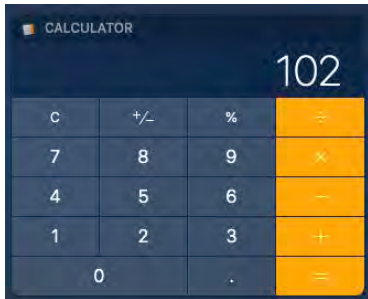 CALCULATOR
102
C +/− % ÷
7 8 9 ×
4 5 6 −
1 2 3 +
0 . =